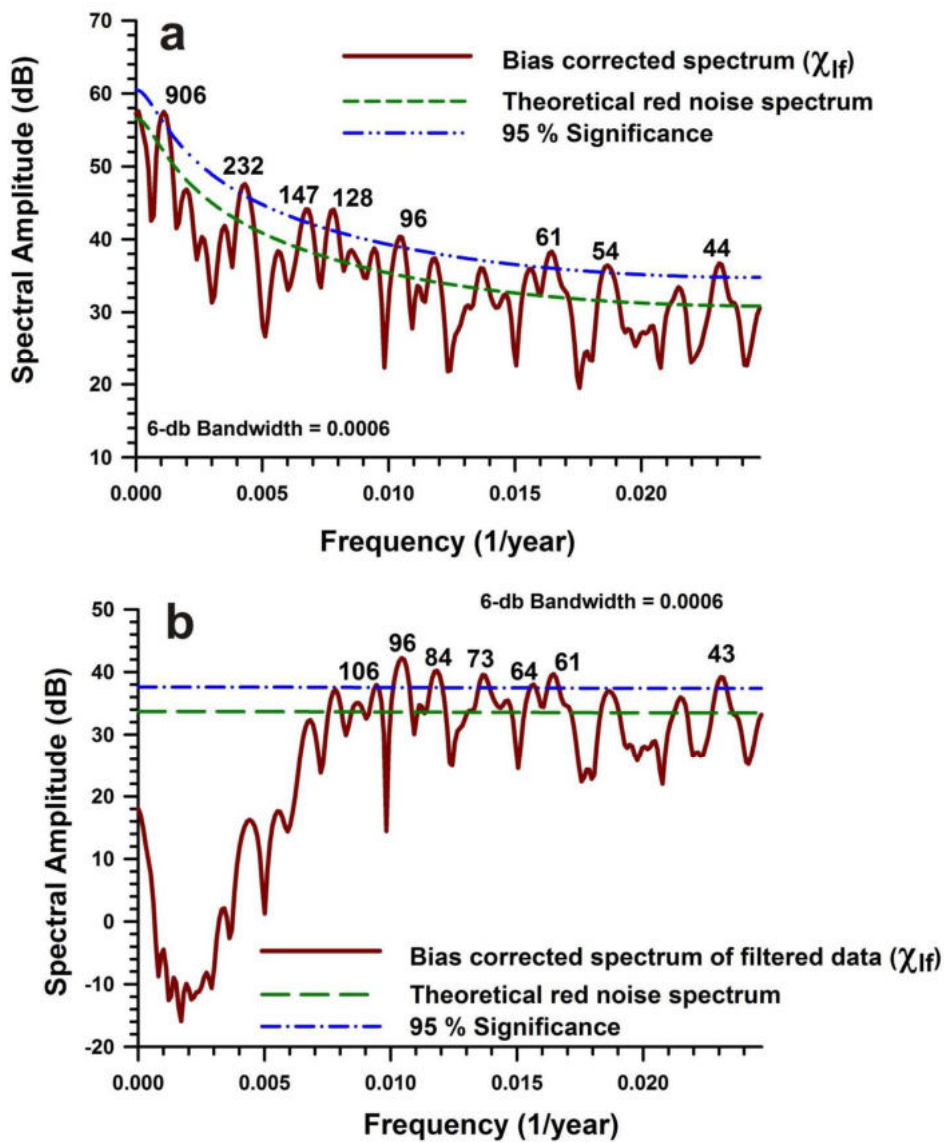 a
Bias corrected spectrum (χlf)
Theoretical red noise spectrum
95 % Significance
906
232
147
128
96
61
54
44
6-db Bandwidth = 0.0006
70
60
50
40
30
20
10
Spectral Amplitude (dB)
0.000 0.005 0.010 0.015 0.020
Frequency (1/year)
b
6-db Bandwidth = 0.0006
106
96
84
73
64
61
43
50
40
30
20
10
0
-10
-20
Spectral Amplitude (dB)
Bias corrected spectrum of filtered data (χlf)
Theoretical red noise spectrum
95 % Significance
0.000 0.005 0.010 0.015 0.020
Frequency (1/year)